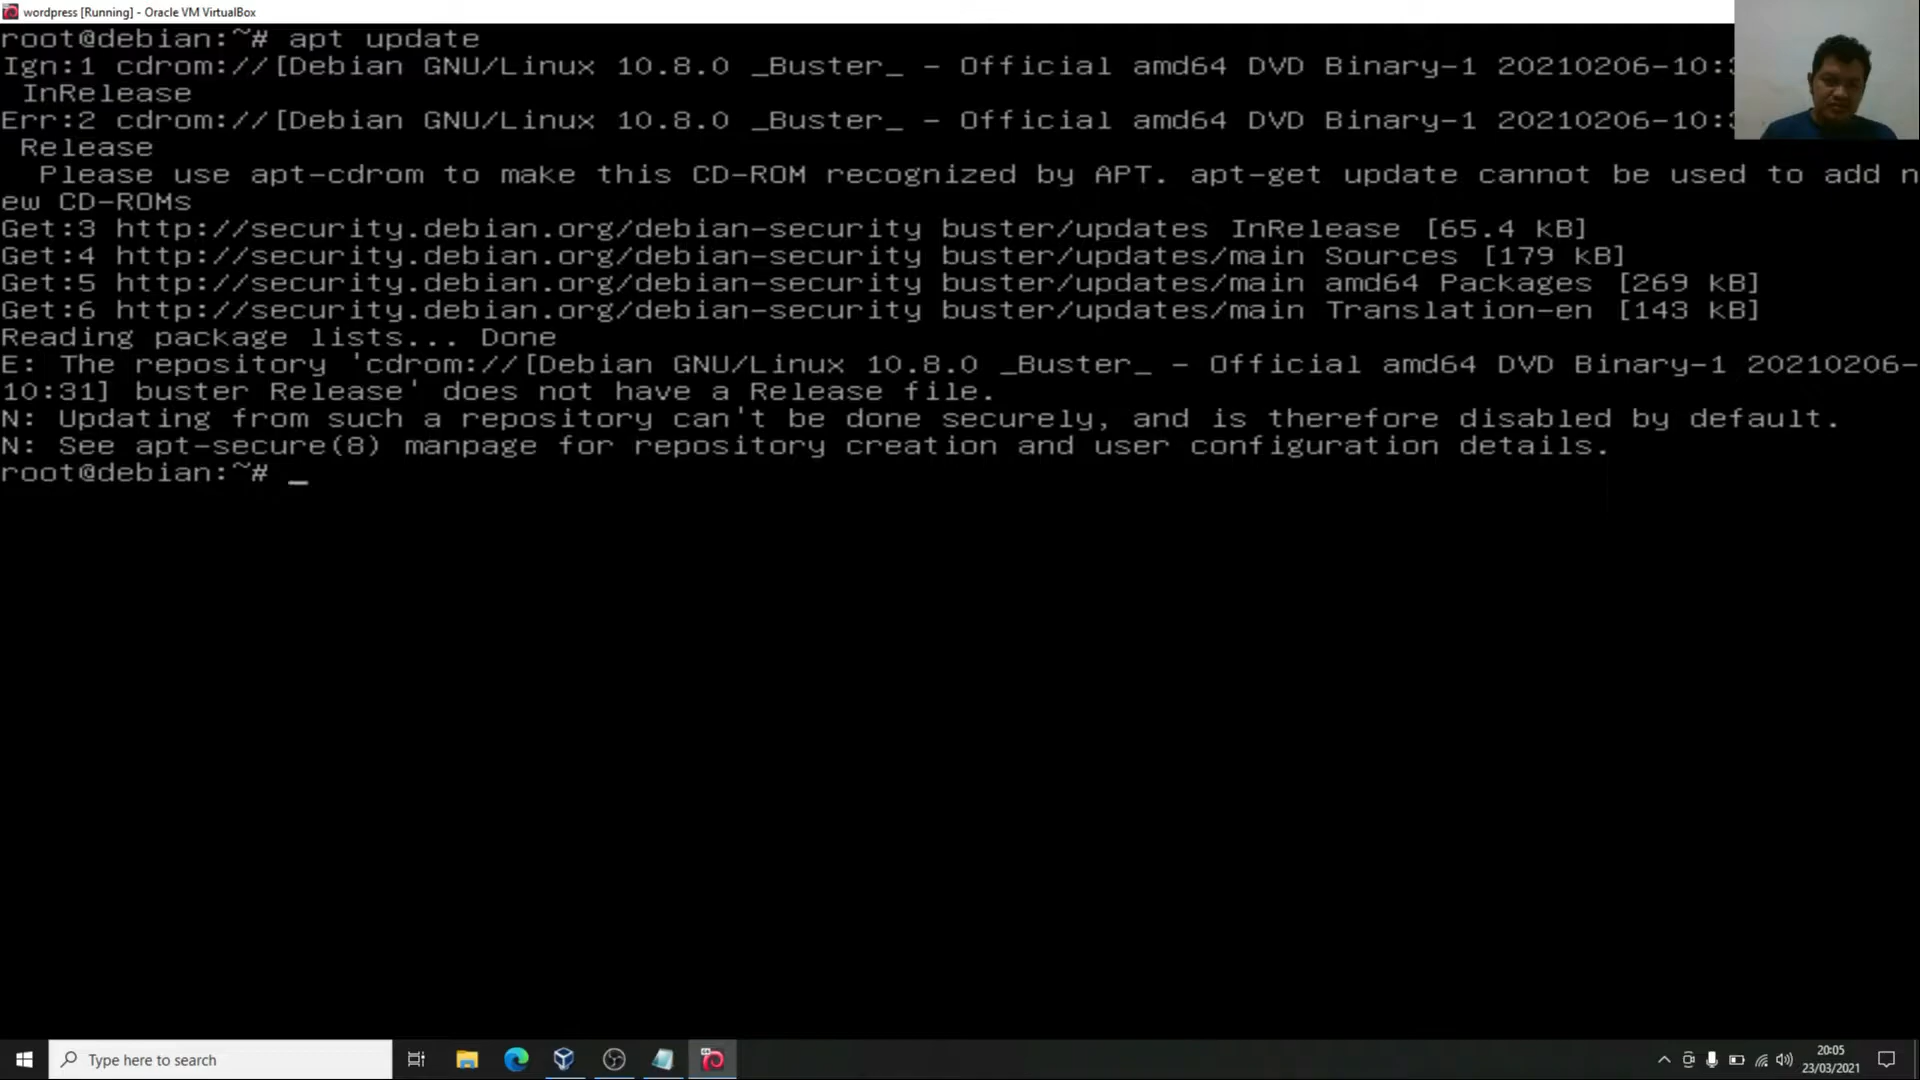 wordpress [Running] - Oracle VM VirtualBox
root@debian:~# apt update
Ign:1 cdrom://[Debian GNU/Linux 10.8.0 _Buster_ - Official amd64 DVD Binary-1 20210206-10:3
InRelease
Err:2 cdrom://[Debian GNU/Linux 10.8.0 _Buster_ - Official amd64 DVD Binary-1 20210206-10:3
Release
Please use apt-cdrom to make this CD-ROM recognized by APT. apt-get update cannot be used to add n
ew CD-ROMs
Get:3 http://security.debian.org/debian-security buster/updates InRelease [65.4 kB]
Get:4 http://security.debian.org/debian-security buster/updates/main Sources [179 kB]
Get:5 http://security.debian.org/debian-security buster/updates/main amd64 Packages [269 kB]
Get:6 http://security.debian.org/debian-security buster/updates/main Translation-en [143 kB]
Reading package lists... Done
E: The repository 'cdrom://[Debian GNU/Linux 10.8.0 _Buster_ - Official amd64 DVD Binary-1 20210206-
10:31] buster Release' does not have a Release file.
N: Updating from such a repository can't be done securely, and is therefore disabled by default.
N: See apt-secure(8) manpage for repository creation and user configuration details.
root@debian:~# _
Type here to search
20:05
23/03/2021